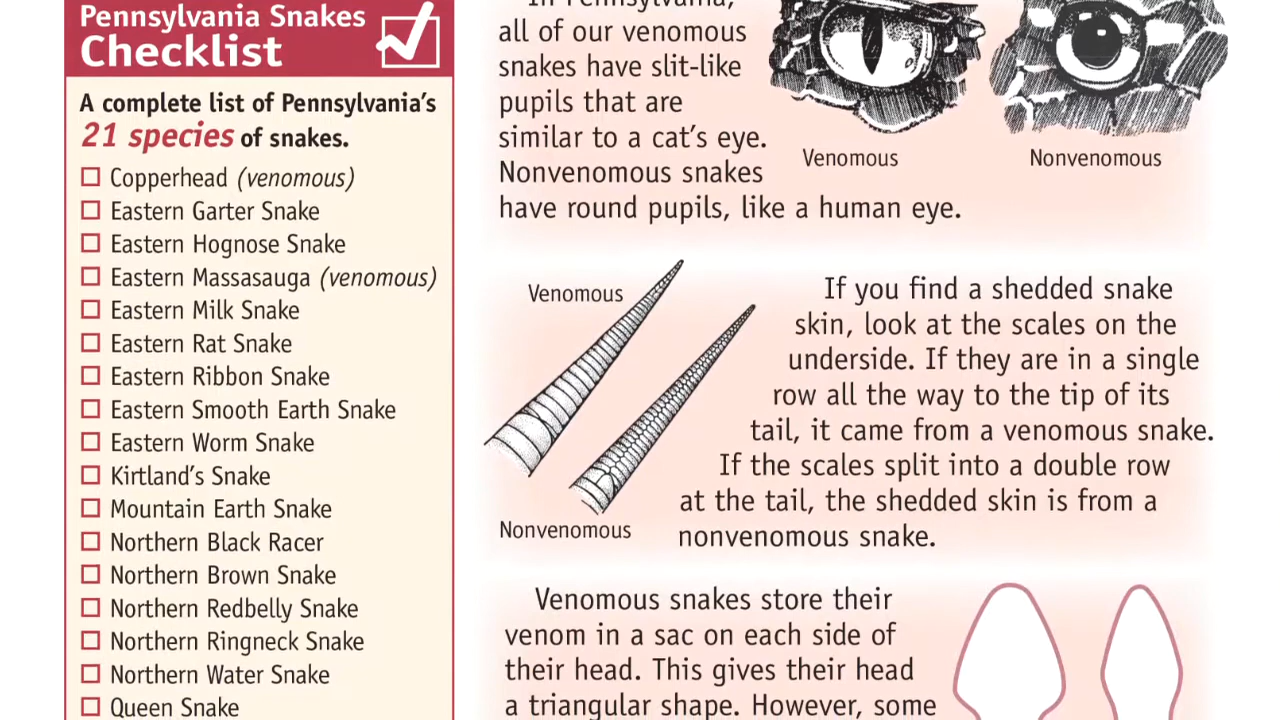 Pennsylvania Snakes
Checklist
A complete list of Pennsylvania's
21 species of snakes.
Copperhead (venomous)
Eastern Garter Snake
Eastern Hognose Snake
Eastern Massasauga (venomous)
Eastern Milk Snake
Eastern Rat Snake
Eastern Ribbon Snake
Eastern Smooth Earth Snake
Eastern Worm Snake
Kirtland's Snake
Mountain Earth Snake
Northern Black Racer
Northern Brown Snake
Northern Redbelly Snake
Northern Ringneck Snake
Northern Water Snake
Queen Snake
In Pennsylvania,
all of our venomous
snakes have slit-like
pupils that are
similar to a cat's eye.
Nonvenomous snakes
have round pupils, like a human eye.
Venomous
Nonvenomous
Venomous
Nonvenomous
If you find a shedded snake
skin, look at the scales on the
underside. If they are in a single
row all the way to the tip of its
tail, it came from a venomous snake.
If the scales split into a double row
at the tail, the shedded skin is from a
nonvenomous snake.
Venomous snakes store their
venom in a sac on each side of
their head. This gives their head
a triangular shape. However, some